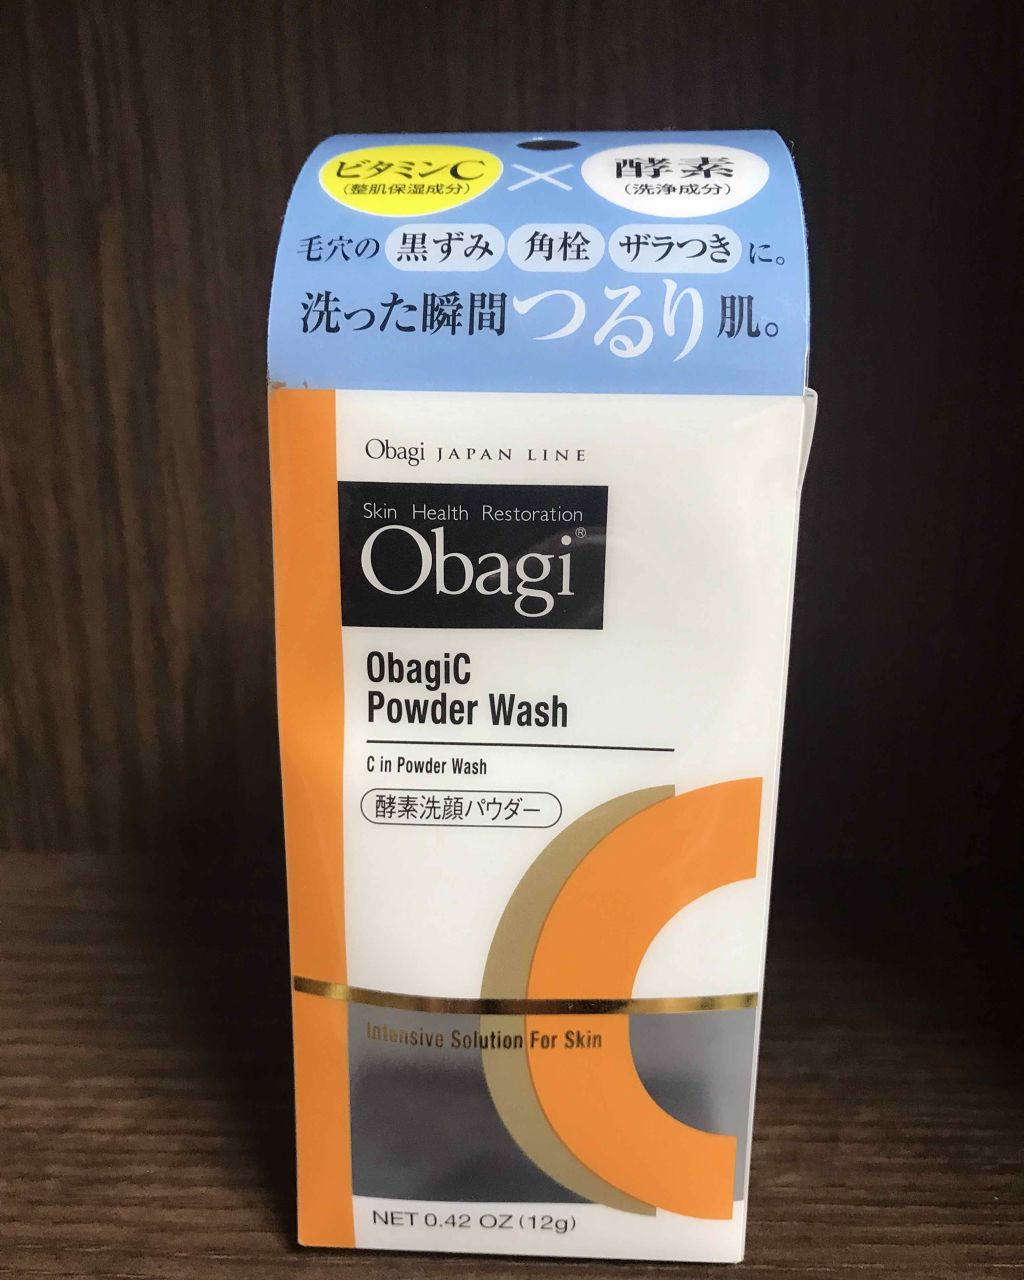 ビタミンC × 酵素
(整肌保湿成分) (洗浄成分)
毛穴の 黒ずみ 角栓 ザラつき に。
洗った瞬間つるり肌。
Obagi JAPAN LINE
Skin Health Restoration
Obagi®
ObagiC
Powder Wash
C in Powder Wash
酵素洗顔パウダー
Intensive Solution For Skin
NET 0.42 OZ (12g)